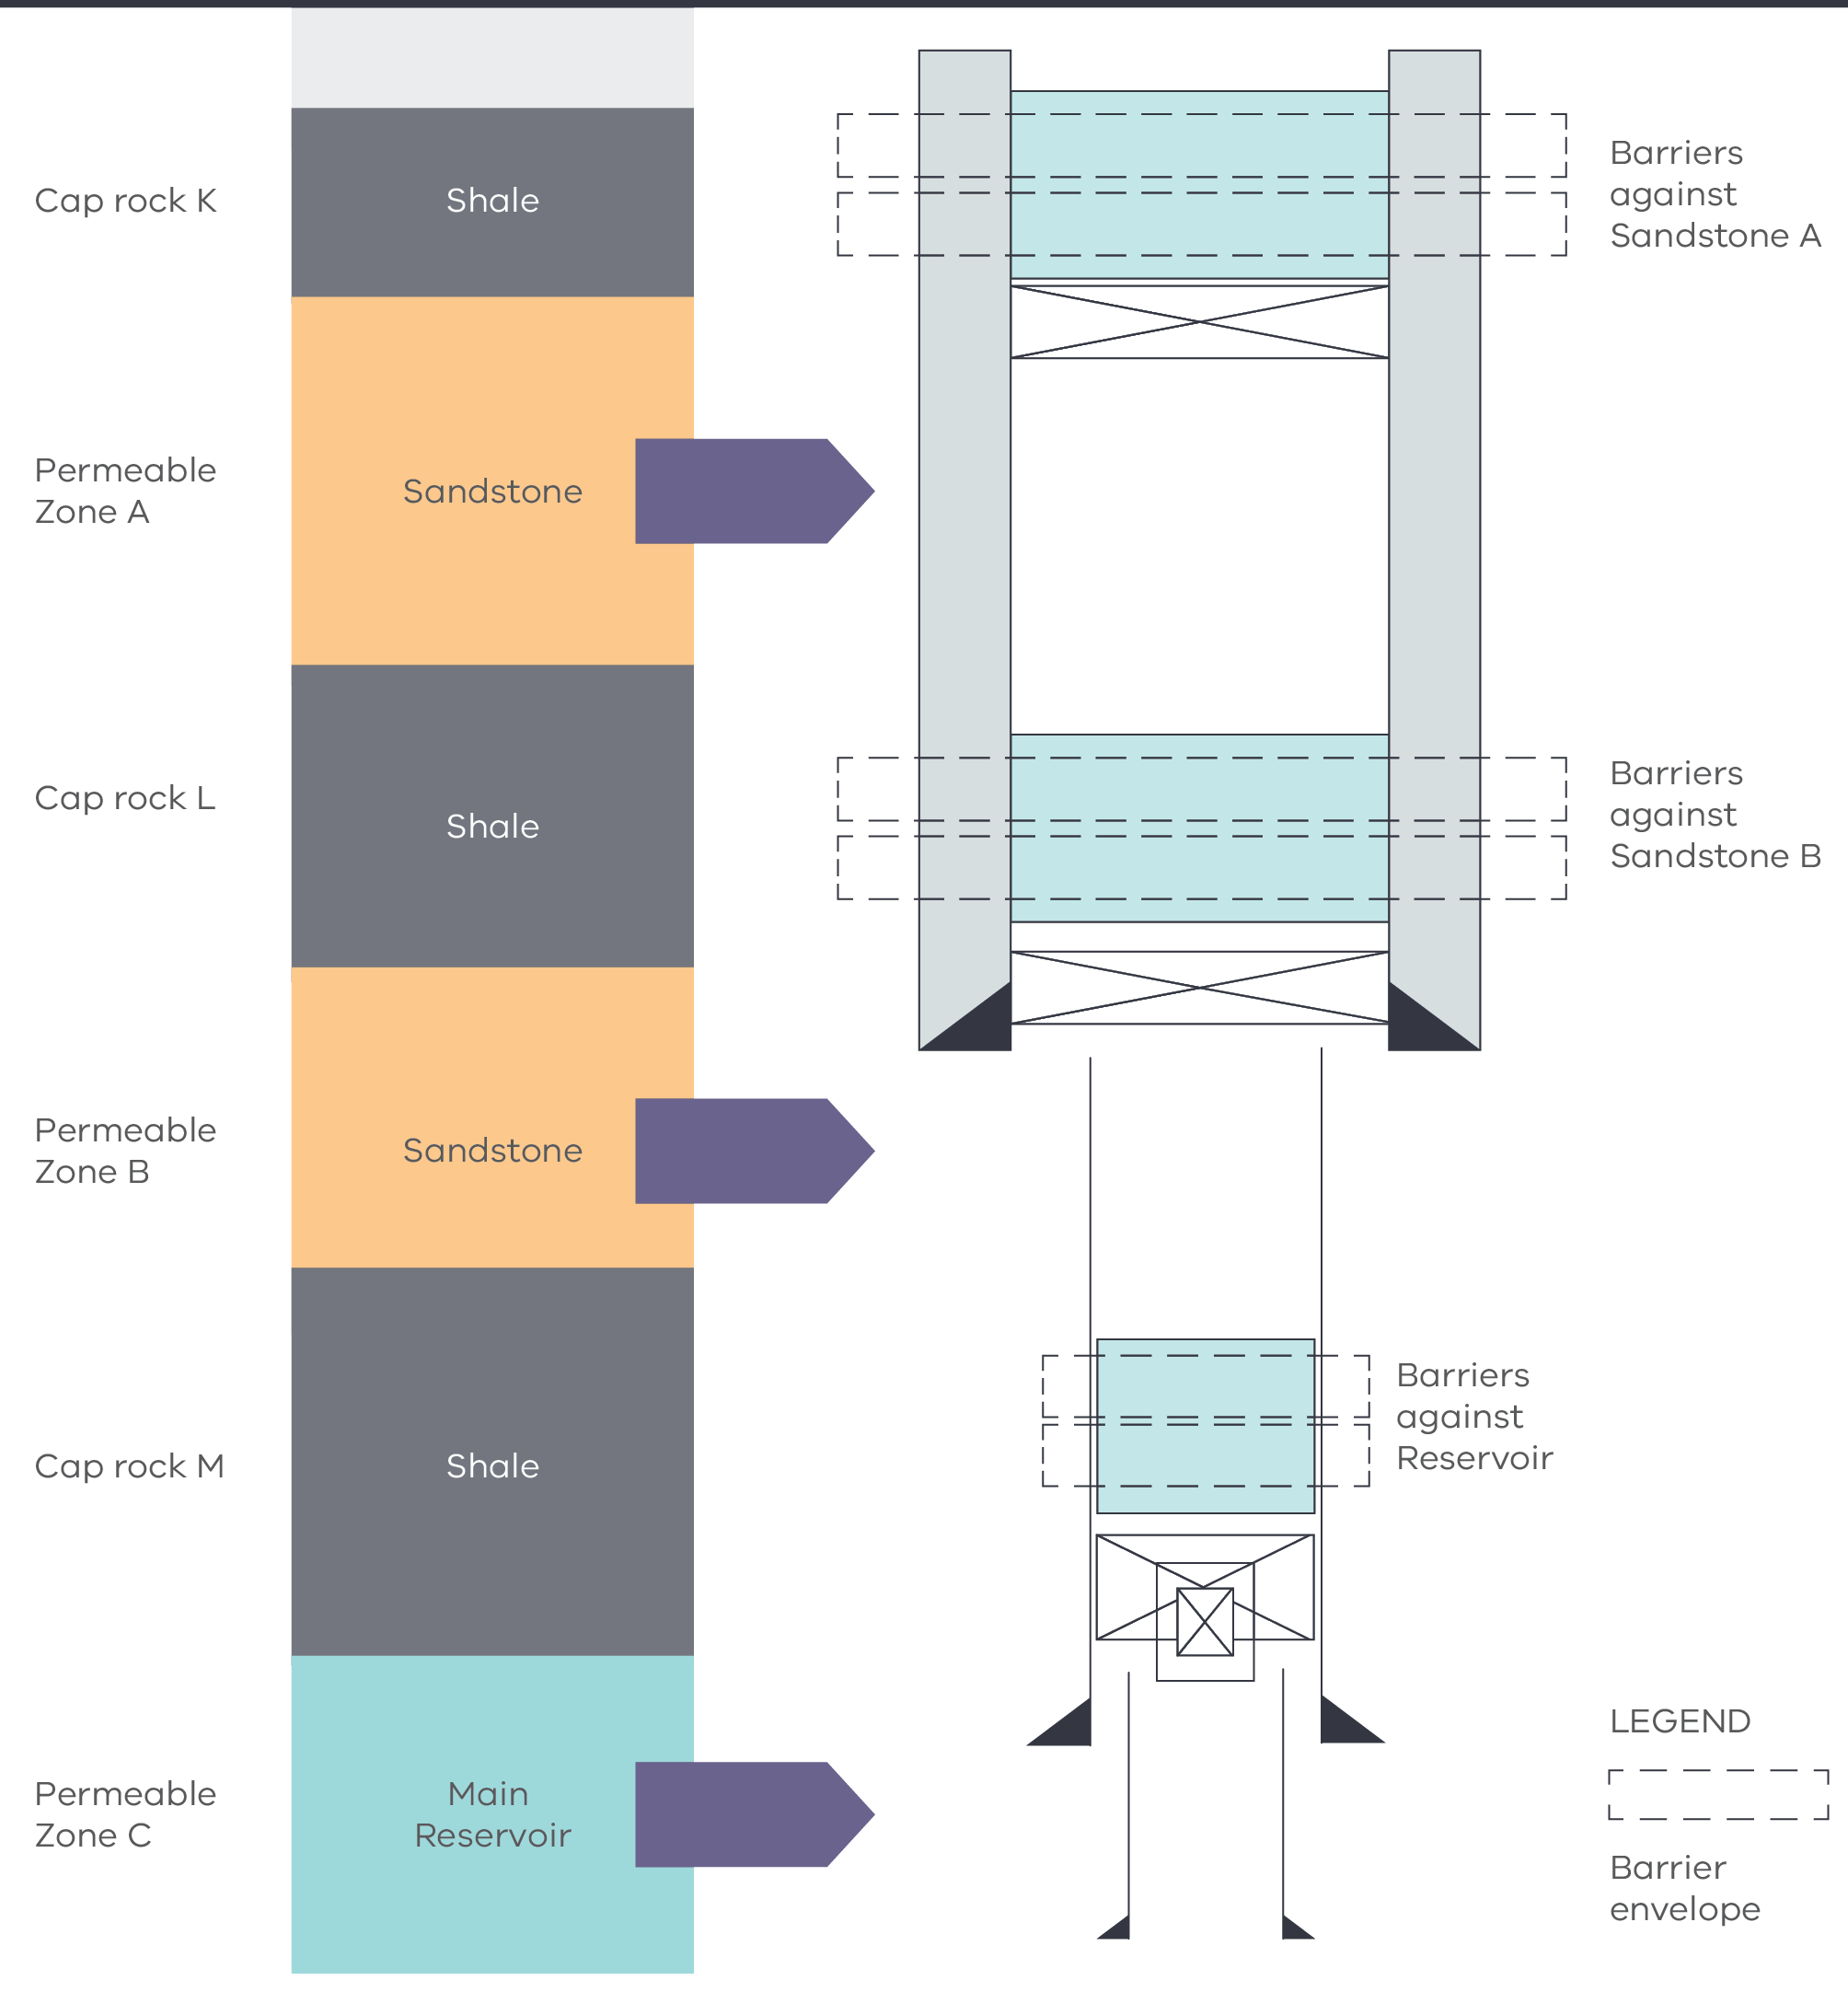 Cap rock K
Shale
Barriers
against
Sandstone A
Permeable
Zone A
Sandstone
Cap rock L
Shale
Barriers
against
Sandstone B
Permeable
Zone B
Sandstone
Cap rock M
Shale
Barriers
against
Reservoir
Permeable
Zone C
Main
Reservoir
LEGEND
Barrier
envelope